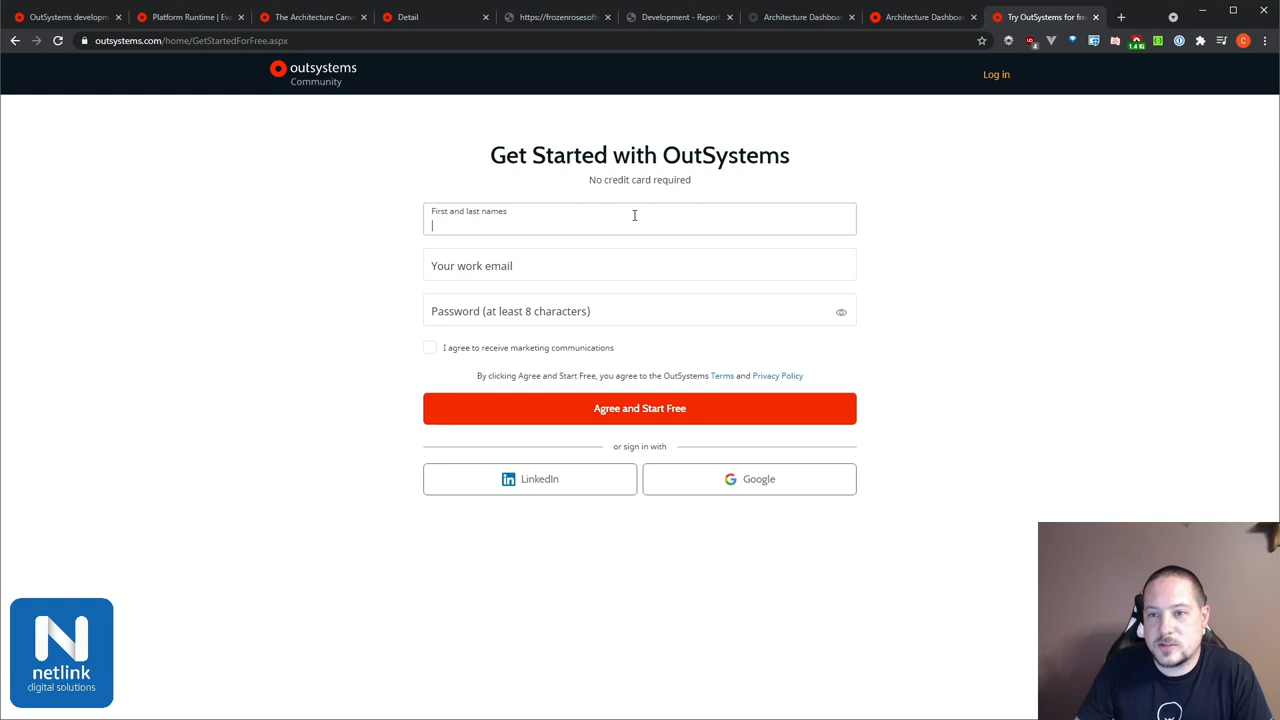 OutSystems developm
Platform Runtime | Eva
The Architecture Canv
Detail
https://frozenrosesoft
Development - Report
Architecture Dashboa
Architecture Dashboa
Try OutSystems for fre
outsystems.com/home/GetStartedForFree.aspx
outsystems
Community
Log in
Get Started with OutSystems
No credit card required
First and last names
Your work email
Password (at least 8 characters)
I agree to receive marketing communications
By clicking Agree and Start Free, you agree to the OutSystems Terms and Privacy Policy
Agree and Start Free
or sign in with
LinkedIn
Google
N
netlink
digital solutions